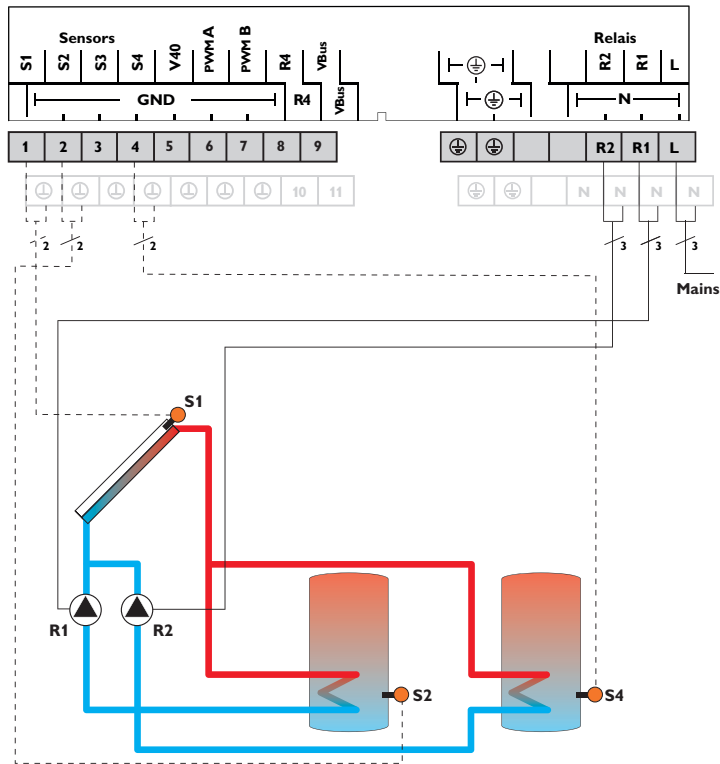 Sensors
Relais
S1 S2 S3 S4 V40 PWM A PWM B R4 VBus
R2 R1 L
GND R4 VBus
N
1 2 3 4 5 6 7 8 9
R2 R1 L
10 11
N N N N
2 2 2
3 3 3
Mains
S1
R1 R2
S2 S4